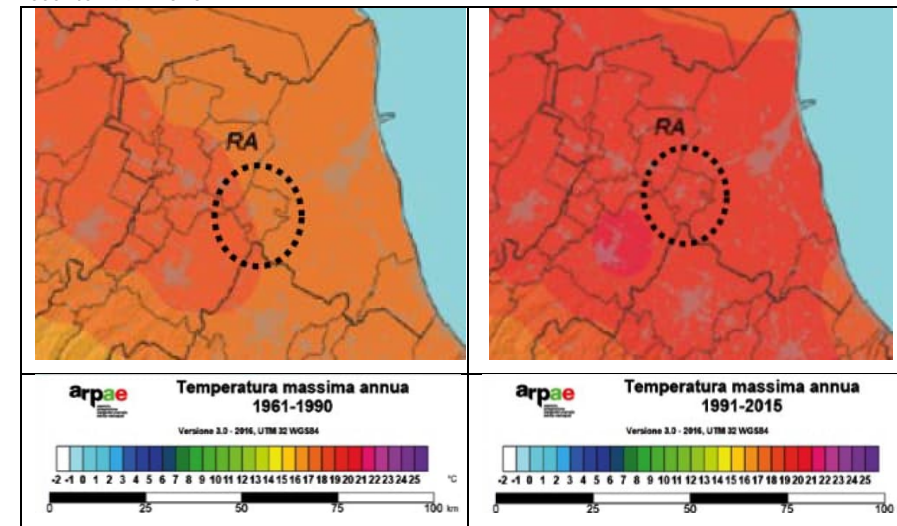 RA
RA
arpae
Temperatura massima annua
1961-1990
Versione 3.0 - 2016, UTM 32 WGS84
-2 -1 0 1 2 3 4 5 6 7 8 9 10 11 12 13 14 15 16 17 18 19 20 21 22 23 24 25 °C
0 25 50 75 100 km
arpae
Temperatura massima annua
1991-2015
Versione 3.0 - 2016, UTM 32 WGS84
-2 -1 0 1 2 3 4 5 6 7 8 9 10 11 12 13 14 15 16 17 18 19 20 21 22 23 24 25
0 25 50 75 100